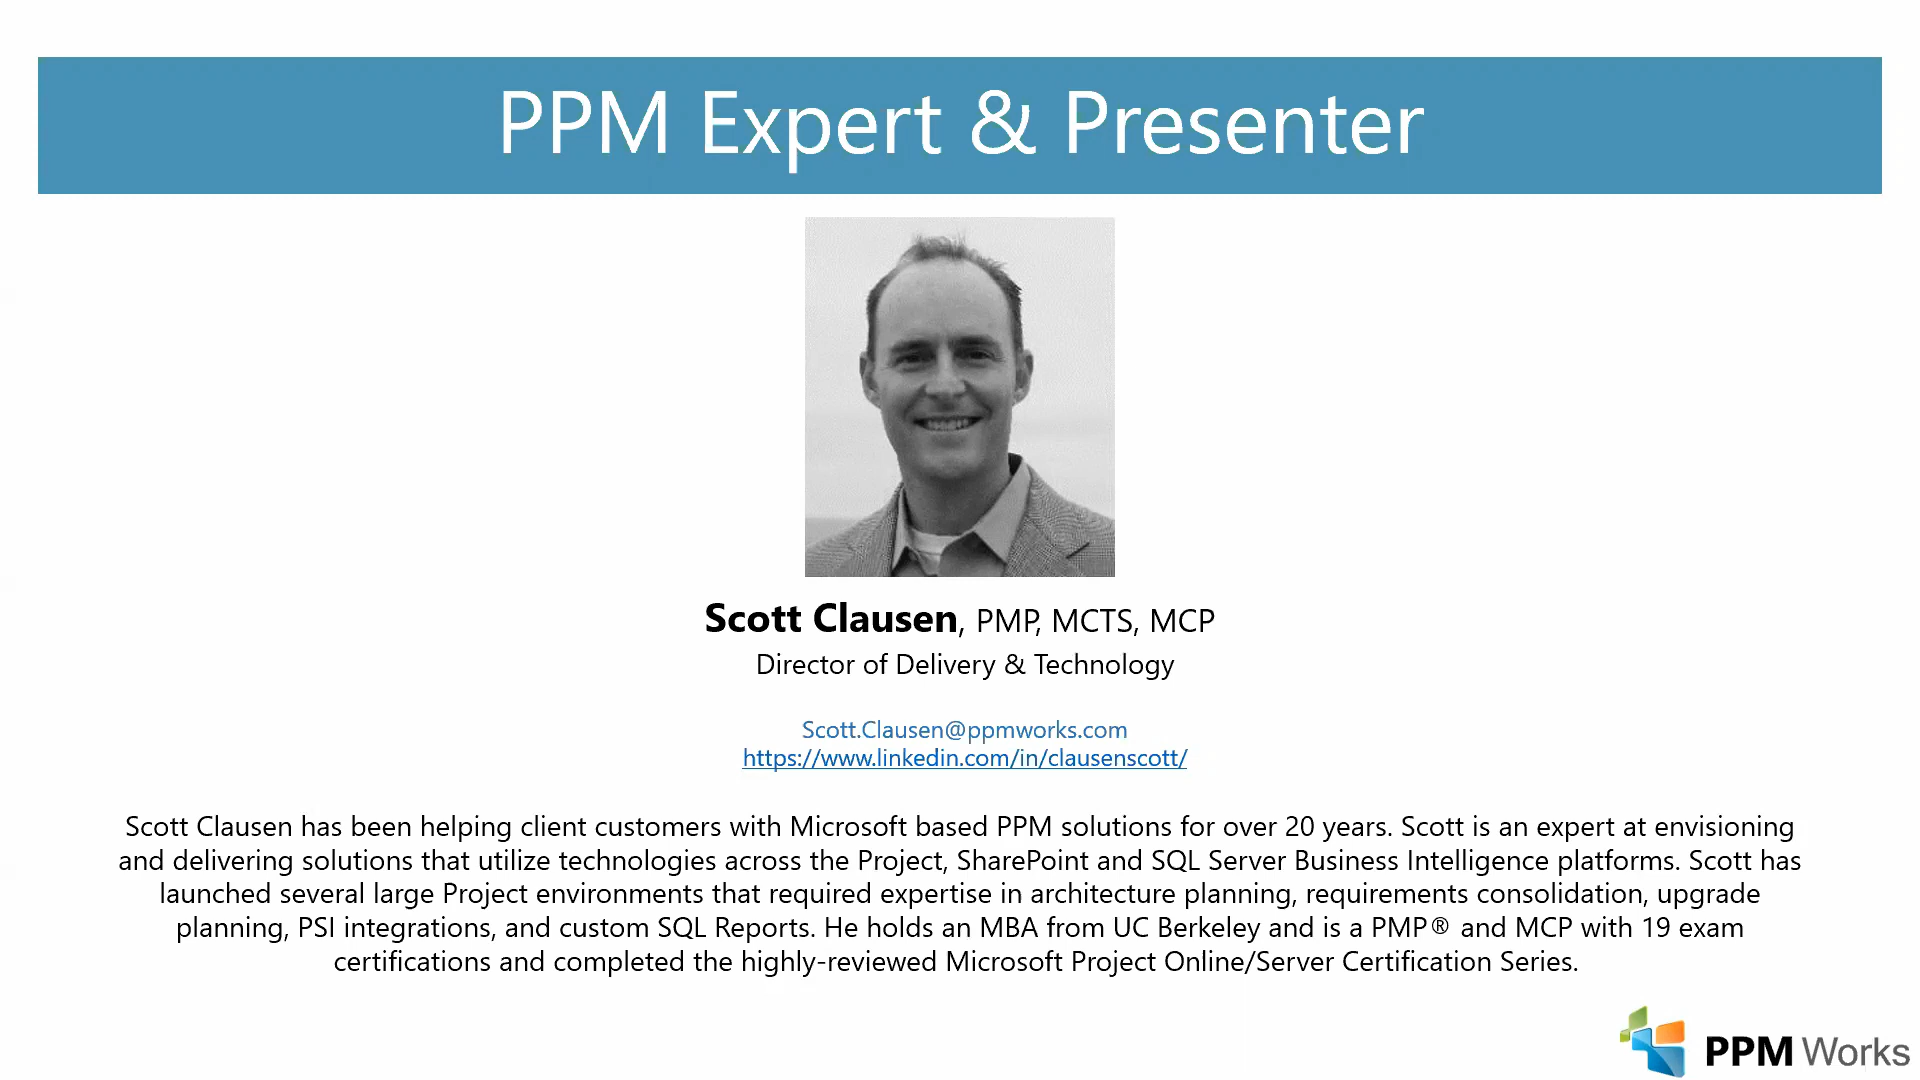 PPM Expert & Presenter
Scott Clausen, PMP, MCTS, MCP
Director of Delivery & Technology
Scott.Clausen@ppmworks.com
https://www.linkedin.com/in/clausenscott/
Scott Clausen has been helping client customers with Microsoft based PPM solutions for over 20 years. Scott is an expert at envisioning
and delivering solutions that utilize technologies across the Project, SharePoint and SQL Server Business Intelligence platforms. Scott has
launched several large Project environments that required expertise in architecture planning, requirements consolidation, upgrade
planning, PSI integrations, and custom SQL Reports. He holds an MBA from UC Berkeley and is a PMP® and MCP with 19 exam
certifications and completed the highly-reviewed Microsoft Project Online/Server Certification Series.
PPM Works